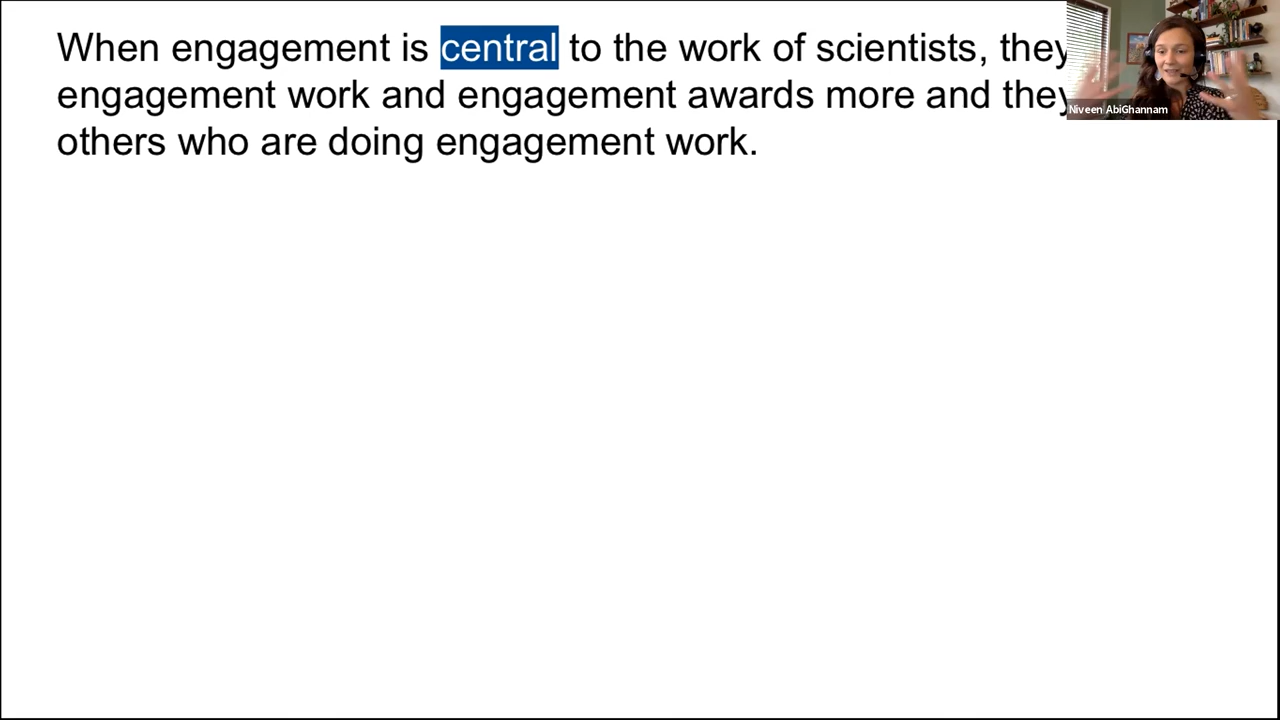 When engagement is central to the work of scientists, they
engagement work and engagement awards more and they
others who are doing engagement work.
Niveen AbiGhannam